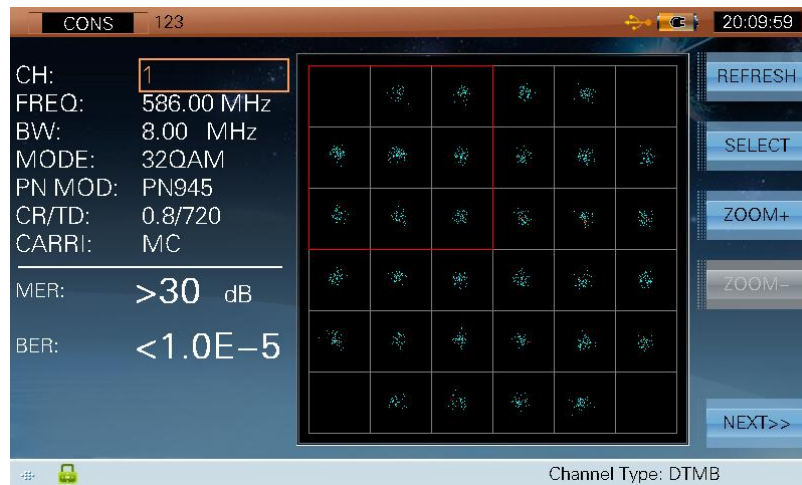 CONS 123 20:09:59
CH: 1
FREQ: 586.00 MHz
BW: 8.00 MHz
MODE: 32QAM
PN MOD: PN945
CR/TD: 0.8/720
CARRI: MC
MER: >30 dB
BER: <1.0E-5
REFRESH
SELECT
ZOOM+
ZOOM-
NEXT>>
Channel Type: DTMB